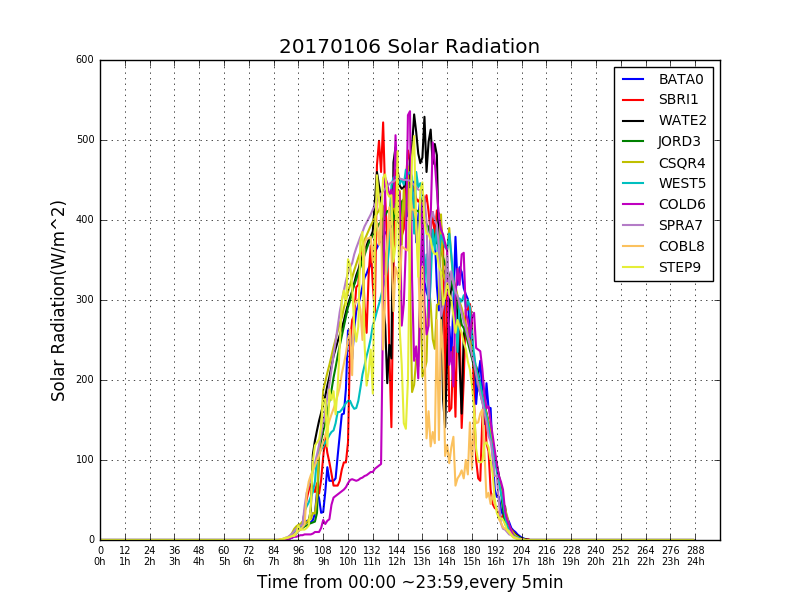 20170106 Solar Radiation
600
500
400
300
200
100
0
Solar Radiation(W/m^2)
BATA0
SBRI1
WATE2
JORD3
CSQR4
WEST5
COLD6
SPRA7
COBL8
STEP9
0 12 24 36 48 60 72 84 96 108 120 132 144 156 168 180 192 204 216 228 240 252 264 276 288
0h 1h 2h 3h 4h 5h 6h 7h 8h 9h 10h 11h 12h 13h 14h 15h 16h 17h 18h 19h 20h 21h 22h 23h 24h
Time from 00:00 ~23:59,every 5min